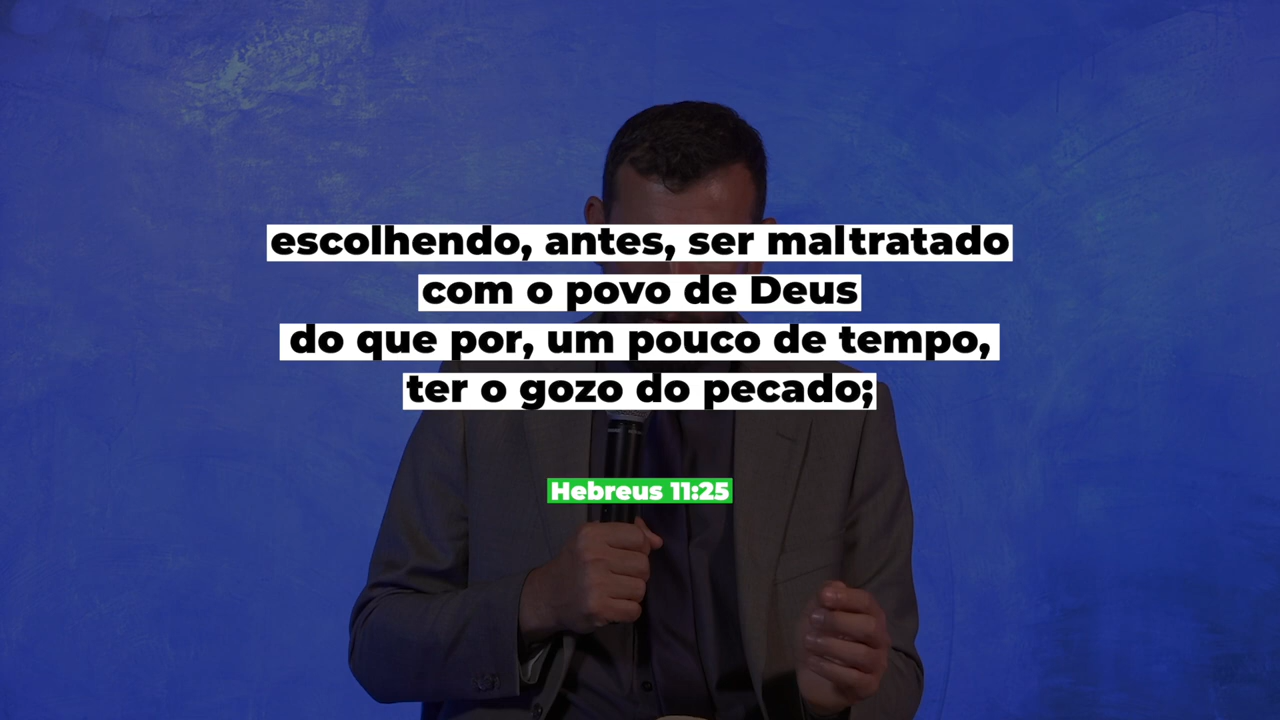 escolhendo, antes, ser maltratado
com o povo de Deus
do que por, um pouco de tempo,
ter o gozo do pecado;
Hebreus 11:25